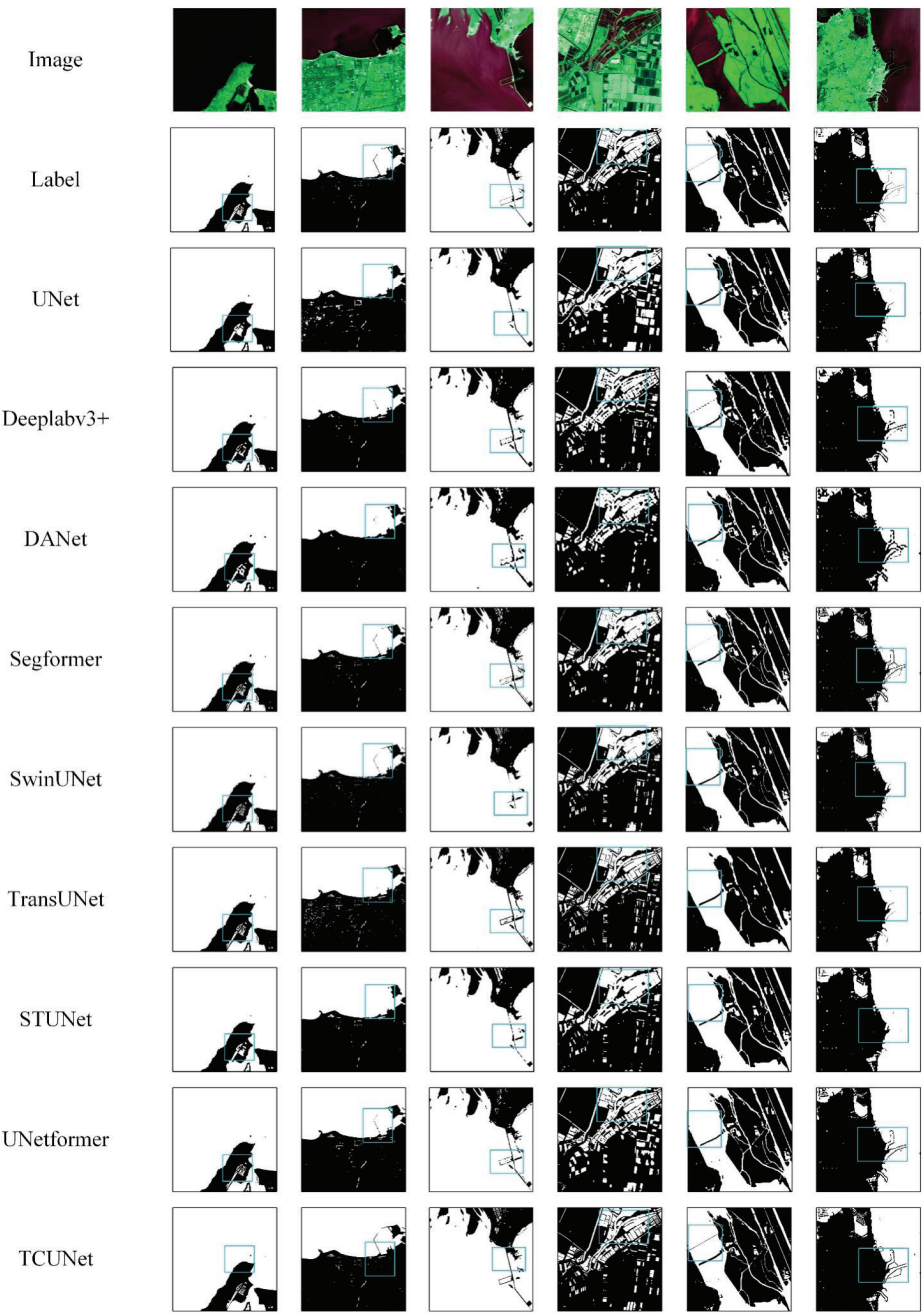 Image
Label
UNet
Deeplabv3+
DANet
Segformer
SwinUNet
TransUNet
STUNet
UNetformer
TCUNet